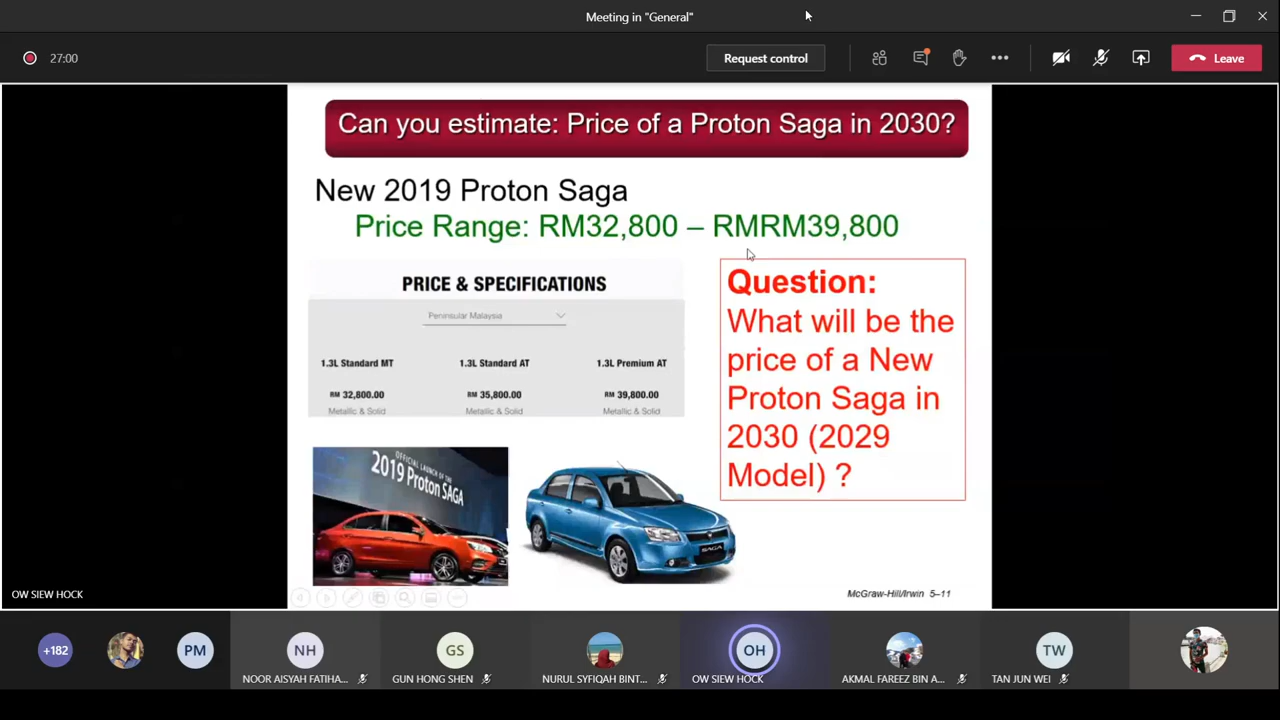 Meeting in "General"
27:00
Request control
Leave
Can you estimate: Price of a Proton Saga in 2030?
New 2019 Proton Saga
Price Range: RM32,800 – RMRM39,800
PRICE & SPECIFICATIONS
Peninsular Malaysia
1.3L Standard MT 1.3L Standard AT 1.3L Premium AT
RM 32,800.00 RM 35,800.00 RM 39,800.00
Metallic & Solid Metallic & Solid Metallic & Solid
Question:
What will be the
price of a New
Proton Saga in
2030 (2029
Model) ?
OFFICIAL LAUNCH OF THE
2019 Proton SAGA
SAGA
McGraw-Hill/Irwin 5–11
OW SIEW HOCK
+182
PM
NH
GS
OH
TW
NOOR AISYAH FATIHA...
GUN HONG SHEN
NURUL SYFIQAH BINT...
OW SIEW HOCK
AKMAL FAREEZ BIN A...
TAN JUN WEI